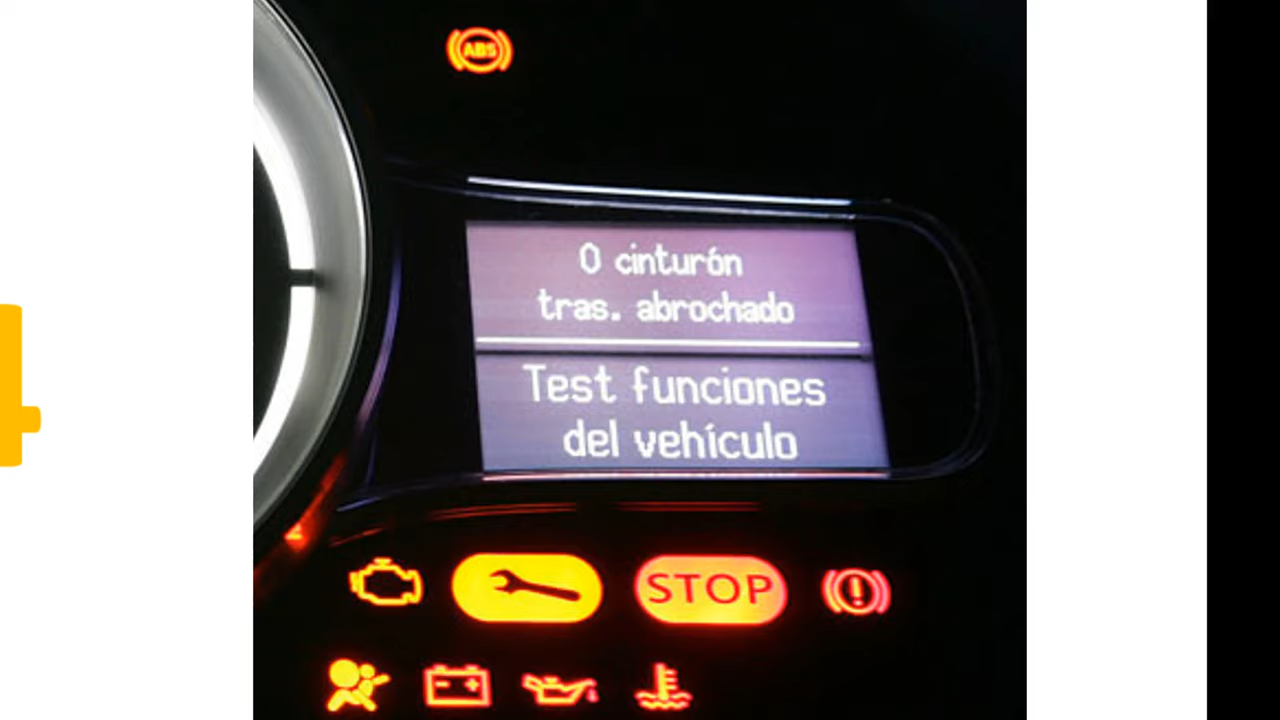 ABS
0 cinturón
tras. abrochado
Test funciones
del vehículo
STOP